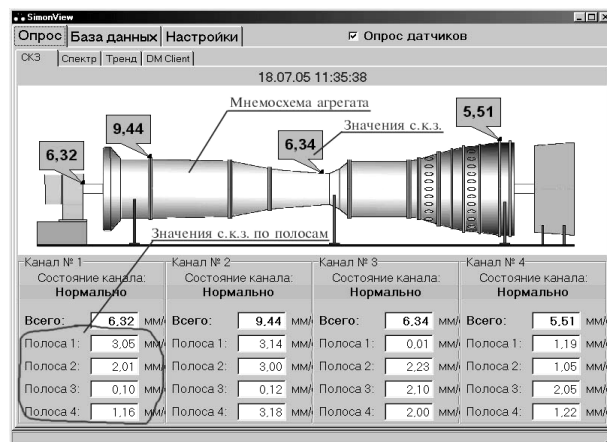 SimonView
Опрос База данных Настройки Опрос датчиков
СКЗ Спектр Тренд DM Client
18.07.05 11:35:38
Мнемосхема агрегата
Значения с.к.з.
5,51
9,44
6,34
6,32
Значения с.к.з. по полосам
Канал № 1 Канал № 2 Канал № 3 Канал № 4
Состояние канала: Состояние канала: Состояние канала: Состояние канала:
Нормально Нормально Нормально Нормально
Всего: 6,32 мм/ Всего: 9,44 мм/ Всего: 6,34 мм/ Всего: 5,51 мм/
Полоса 1: 3,05 мм/ Полоса 1: 3,14 мм/ Полоса 1: 0,01 мм/ Полоса 1: 1,19 мм/
Полоса 2: 2,01 мм/ Полоса 2: 3,00 мм/ Полоса 2: 2,23 мм/ Полоса 2: 1,05 мм/
Полоса 3: 0,10 мм/ Полоса 3: 0,12 мм/ Полоса 3: 2,10 мм/ Полоса 3: 2,05 мм/
Полоса 4: 1,16 мм/ Полоса 4: 3,18 мм/ Полоса 4: 2,00 мм/ Полоса 4: 1,22 мм/